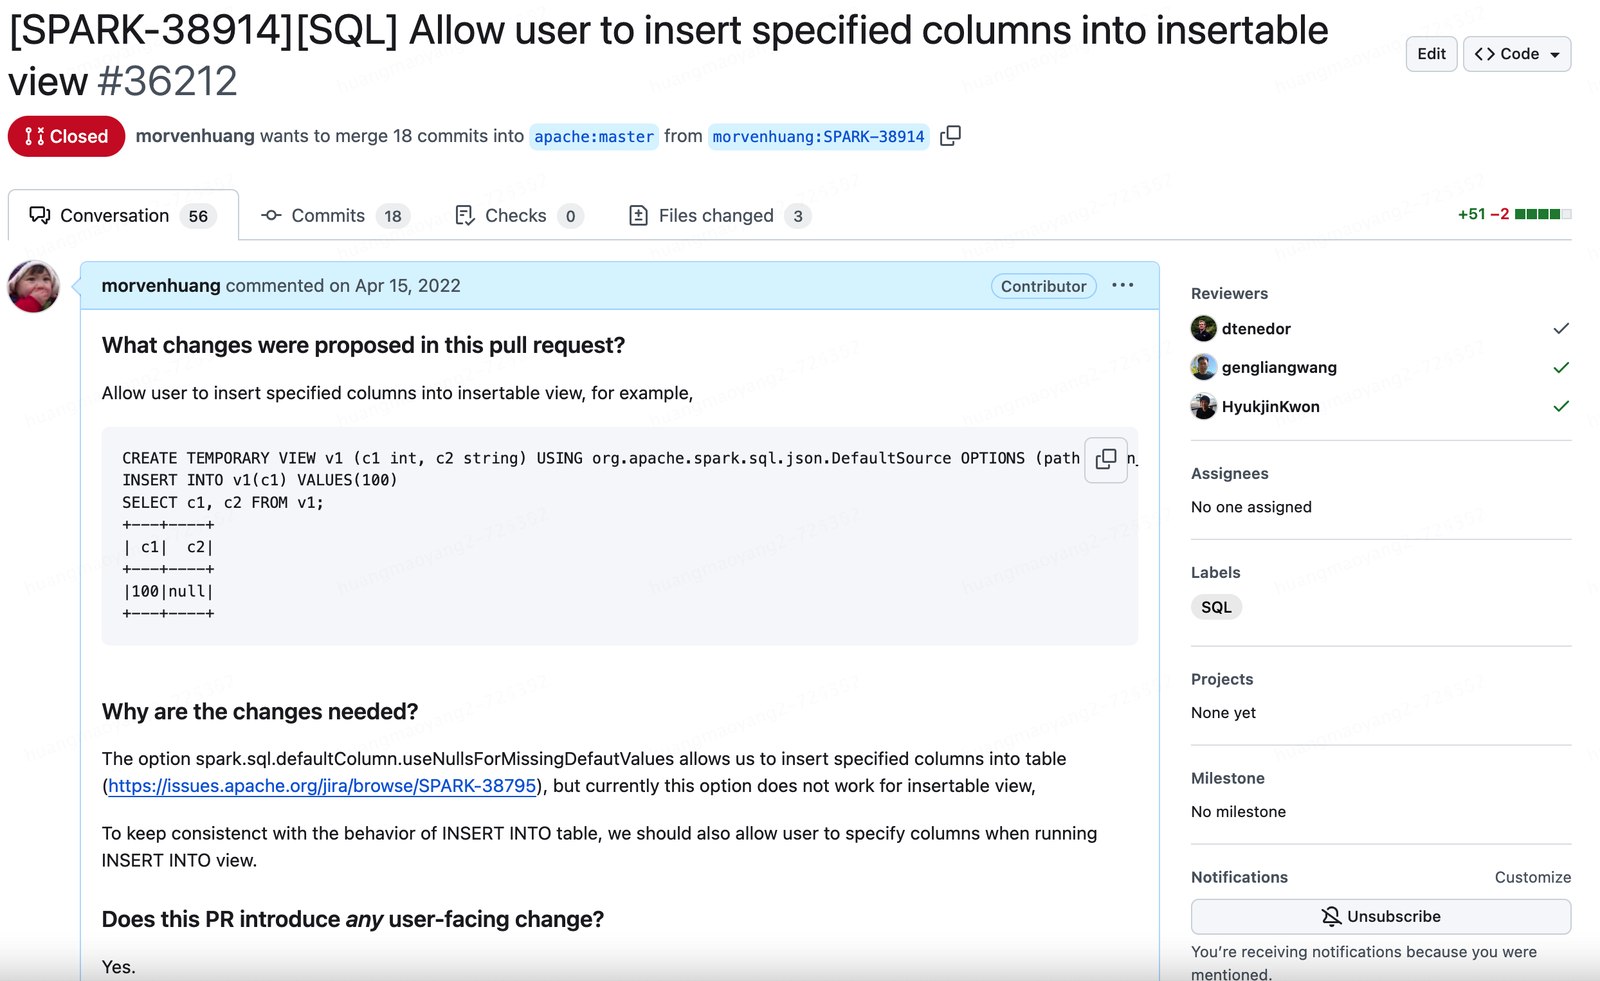 [SPARK-38914][SQL] Allow user to insert specified columns into insertable
view #36212
Edit
<> Code
Closed
morvenhuang wants to merge 18 commits into apache:master from morvenhuang:SPARK-38914
Conversation 56
Commits 18
Checks 0
Files changed 3
+51 −2
morvenhuang commented on Apr 15, 2022
Contributor
...
What changes were proposed in this pull request?
Allow user to insert specified columns into insertable view, for example,
CREATE TEMPORARY VIEW v1 (c1 int, c2 string) USING org.apache.spark.sql.json.DefaultSource OPTIONS (path
INSERT INTO v1(c1) VALUES(100)
SELECT c1, c2 FROM v1;
+---+----+
| c1|  c2|
+---+----+
|100|null|
+---+----+
Why are the changes needed?
The option spark.sql.defaultColumn.useNullsForMissingDefautValues allows us to insert specified columns into table
(https://issues.apache.org/jira/browse/SPARK-38795), but currently this option does not work for insertable view,
To keep consistenct with the behavior of INSERT INTO table, we should also allow user to specify columns when running
INSERT INTO view.
Does this PR introduce any user-facing change?
Yes.
Reviewers
dtenedor
gengliangwang
HyukjinKwon
Assignees
No one assigned
Labels
SQL
Projects
None yet
Milestone
No milestone
Notifications
Customize
Unsubscribe
You're receiving notifications because you were
mentioned.